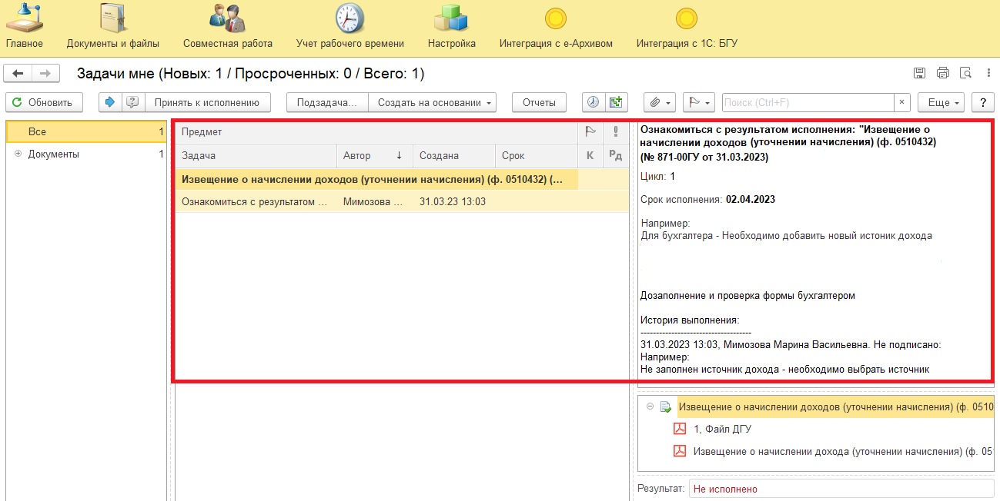 Главное
Документы и файлы
Совместная работа
Учет рабочего времени
Настройка
Интеграция с е-Архивом
Интеграция с 1С: БГУ
Задачи мне (Новых: 1 / Просроченных: 0 / Всего: 1)
Обновить
Принять к исполнению
Подзадача...
Создать на основании
Отчеты
Поиск (Ctrl+F)
×
Еще
?
Все 1
Документы 1
Предмет
Задача Автор ↓ Создана Срок К Рд
Извещение о начислении доходов (уточнении начисления) (ф. 0510432) (...
Ознакомиться с результатом ... Мимозова ... 31.03.23 13:03
Ознакомиться с результатом исполнения: "Извещение о
начислении доходов (уточнении начисления) (ф. 0510432)
(№ 871-00ГУ от 31.03.2023)
Цикл: 1
Срок исполнения: 02.04.2023
Например:
Для бухгалтера - Необходимо добавить новый истоник дохода
Дозаполнение и проверка формы бухгалтером
История выполнения:
------------------------------------
31.03.2023 13:03, Мимозова Марина Васильевна. Не подписано:
Например:
Не заполнен источник дохода - необходимо выбрать источник
Извещение о начислении доходов (уточнении начисления) (ф. 0510
1, Файл ДГУ
Извещение о начислении дохода (уточнении начисления) (ф. 05
Результат: Не исполнено